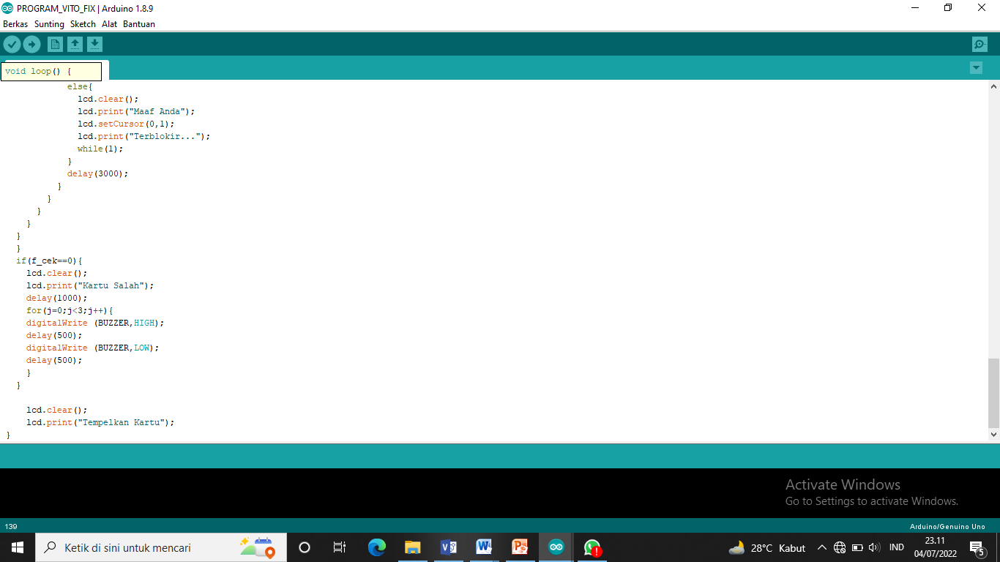 PROGRAM_VITO_FIX | Arduino 1.8.9
Berkas Sunting Sketch Alat Bantuan
void loop() {
else{
lcd.clear();
lcd.print("Maaf Anda");
lcd.setCursor(0,1);
lcd.print("Terblokir...");
while(1);
}
delay(3000);
}
}
}
}
}
}
if(f_cek==0){
lcd.clear();
lcd.print("Kartu Salah");
delay(1000);
for(j=0;j<3;j++){
digitalWrite (BUZZER,HIGH);
delay(500);
digitalWrite (BUZZER,LOW);
delay(500);
}
}
lcd.clear();
lcd.print("Tempelkan Kartu");
}
Activate Windows
Go to Settings to activate Windows.
139 Arduino/Genuino Uno
Ketik di sini untuk mencari 28°C Kabut IND 23.11
04/07/2022 5